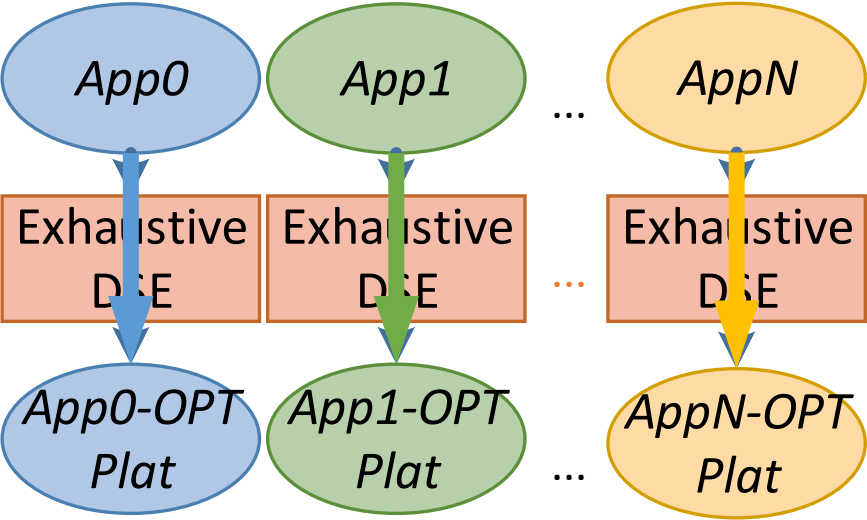 App0 App1 ... AppN
Exhaustive Exhaustive Exhaustive
DSE DSE ... DSE
App0-OPT App1-OPT AppN-OPT
Plat Plat ... Plat